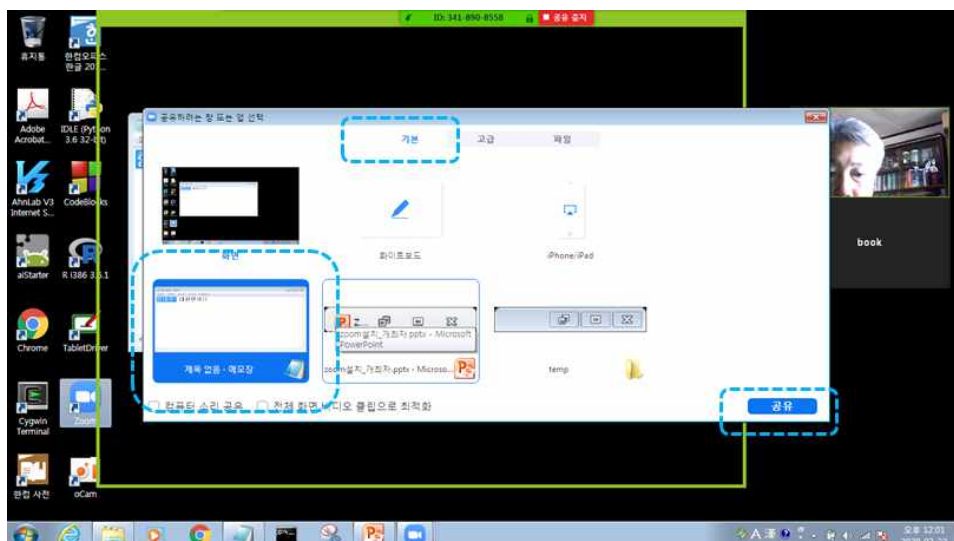 ID: 341-890-8558
공유 중지
휴지통
한컴오피스
한글 20...
Adobe
Acrobat...
IDLE (Python
3.6 32-bit)
AhnLab V3
Internet S...
CodeBlocks
aiStarter
R i386 3.5.1
Chrome
TabletDriver
Cygwin
Terminal
Zoom
한컴 사전
oCam
공유하려는 창 또는 앱 선택
기본
고급
파일
화면
화이트보드
iPhone/iPad
book
Z...
zoom설치_개최자.pptx - Microsoft
PowerPoint
제목 없음 - 메모장
zoom설치_개최자.pptx - Microso...
temp
컴퓨터 소리 공유
전체 화면 비디오 클립으로 최적화
공유
오후 12:01